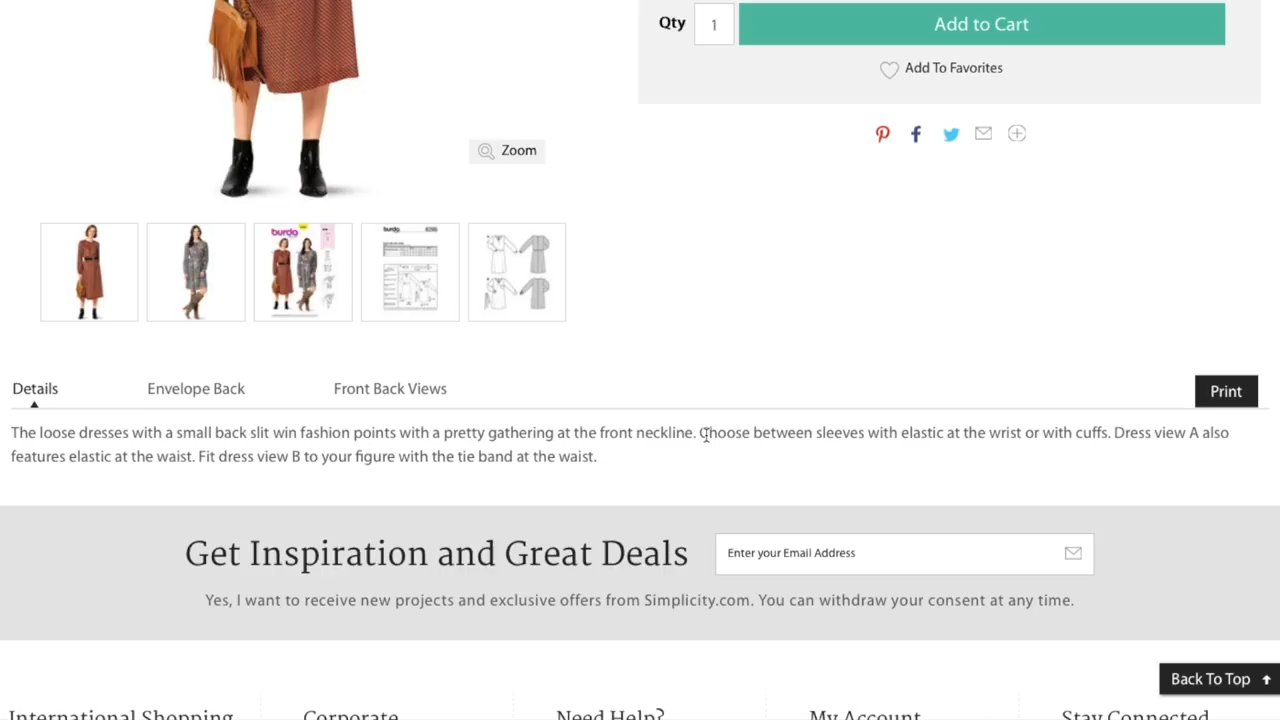 Qty 1 Add to Cart
Add To Favorites
Zoom
burda
burda
Details Envelope Back Front Back Views Print
The loose dresses with a small back slit win fashion points with a pretty gathering at the front neckline. Choose between sleeves with elastic at the wrist or with cuffs. Dress view A also
features elastic at the waist. Fit dress view B to your figure with the tie band at the waist.
Get Inspiration and Great Deals Enter your Email Address
Yes, I want to receive new projects and exclusive offers from Simplicity.com. You can withdraw your consent at any time.
Back To Top
International Shopping Corporate Need Help? My Account Stay Connected